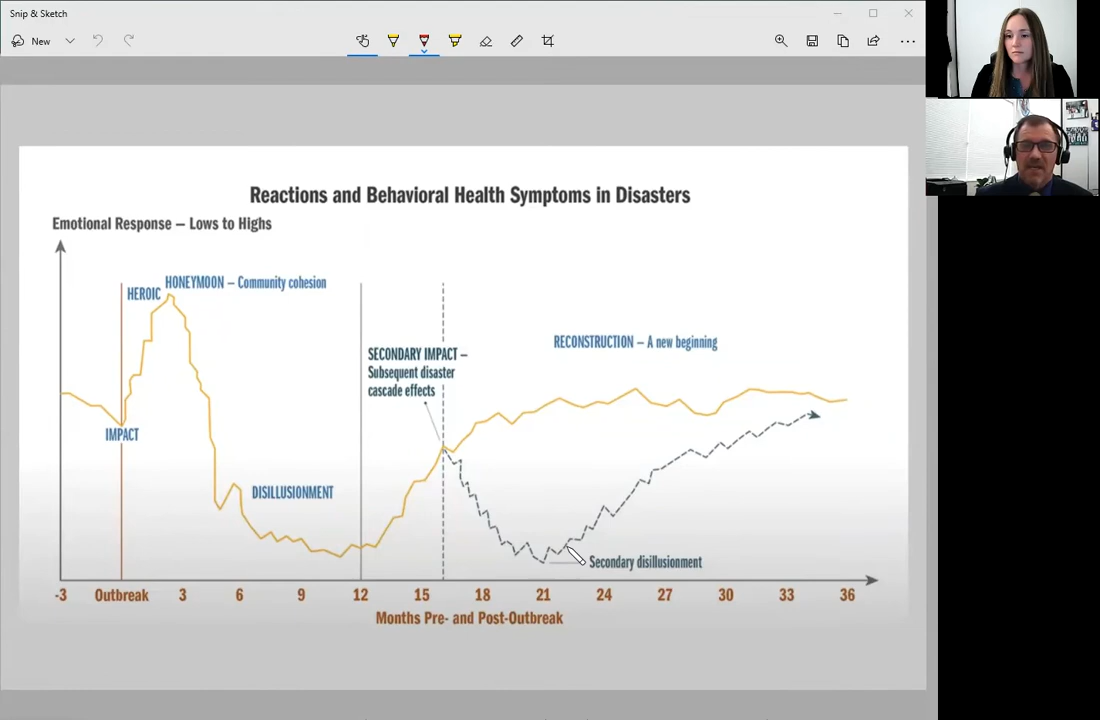 Snip & Sketch
New
Reactions and Behavioral Health Symptoms in Disasters
Emotional Response – Lows to Highs
HONEYMOON – Community cohesion
HEROIC
SECONDARY IMPACT –
Subsequent disaster
cascade effects
RECONSTRUCTION – A new beginning
IMPACT
DISILLUSIONMENT
Secondary disillusionment
-3 Outbreak 3 6 9 12 15 18 21 24 27 30 33 36
Months Pre- and Post-Outbreak